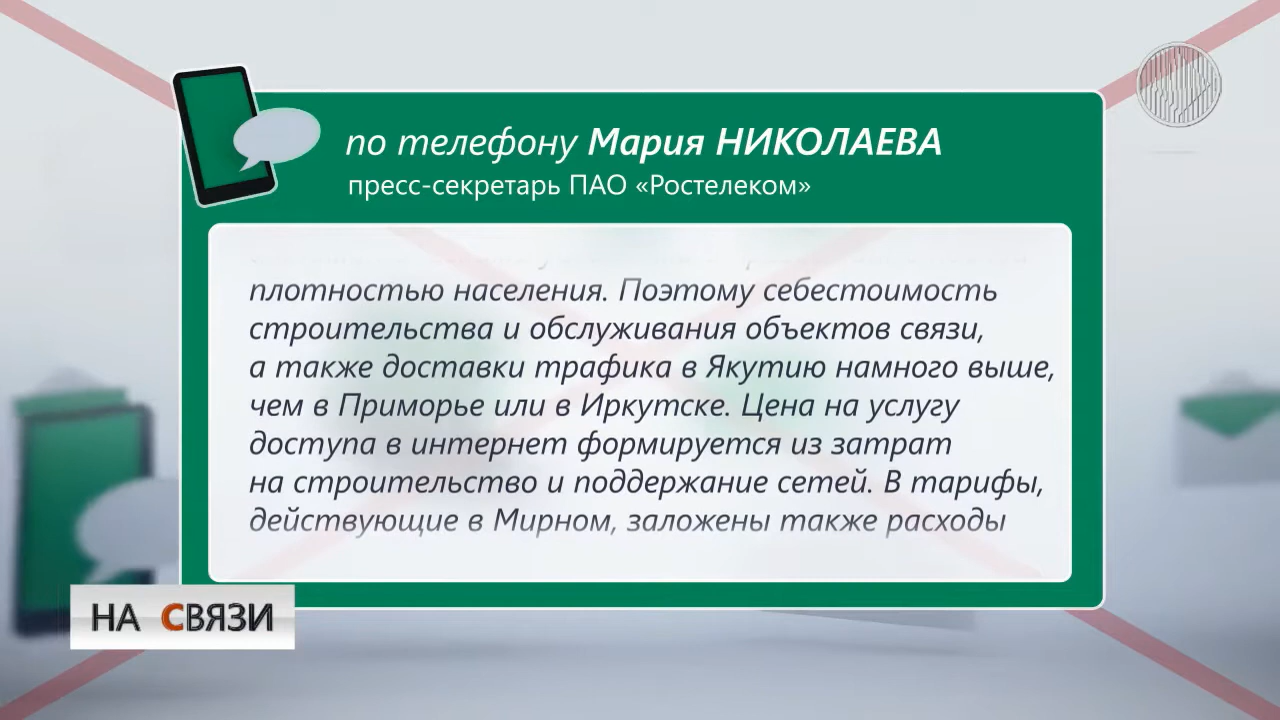 по телефону Мария НИКОЛАЕВА
пресс-секретарь ПАО «Ростелеком»
плотностью населения. Поэтому себестоимость
строительства и обслуживания объектов связи,
а также доставки трафика в Якутию намного выше,
чем в Приморье или в Иркутске. Цена на услугу
доступа в интернет формируется из затрат
на строительство и поддержание сетей. В тарифы,
действующие в Мирном, заложены также расходы
НА СВЯЗИ